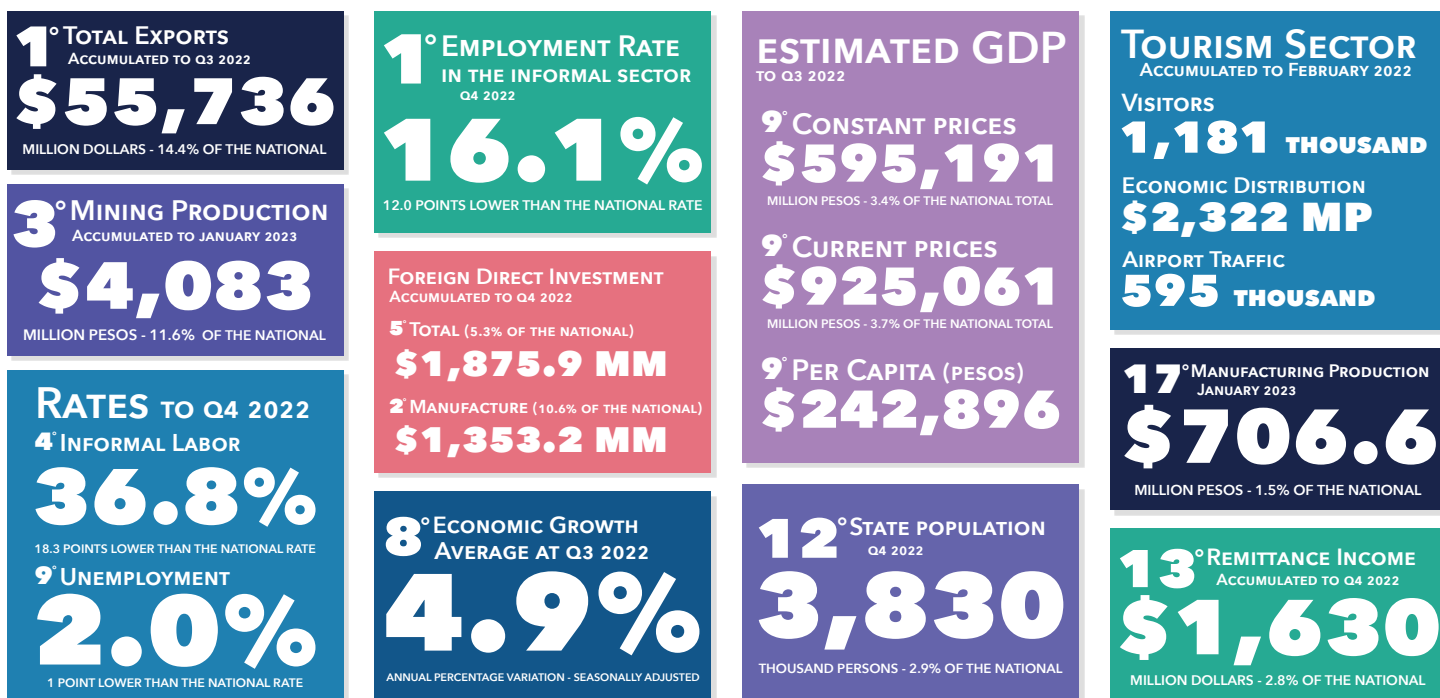 1° Total Exports
Accumulated to Q3 2022
$55,736
MILLION DOLLARS - 14.4% OF THE NATIONAL
3° Mining Production
Accumulated to january 2023
$4,083
MILLION PESOS - 11.6% OF THE NATIONAL
Rates to Q4 2022
4° Informal Labor
36.8%
18.3 POINTS LOWER THAN THE NATIONAL RATE
9° Unemployment
2.0%
1 POINT LOWER THAN THE NATIONAL RATE
1° Employment Rate
in the informal sector
Q4 2022
16.1%
12.0 POINTS LOWER THAN THE NATIONAL RATE
Foreign Direct Investment
Accumulated to Q4 2022
5° Total (5.3% of the national)
$1,875.9 MM
2° Manufacture (10.6% of the national)
$1,353.2 MM
8° Economic Growth
Average at Q3 2022
4.9%
ANNUAL PERCENTAGE VARIATION - SEASONALLY ADJUSTED
estimated GDP
to Q3 2022
9° Constant prices
$595,191
MILLION PESOS - 3.4% OF THE NATIONAL TOTAL
9° Current prices
$925,061
MILLION PESOS - 3.7% OF THE NATIONAL TOTAL
9° Per Capita (pesos)
$242,896
12° State population
Q4 2022
3,830
THOUSAND PERSONS - 2.9% OF THE NATIONAL
Tourism Sector
Accumulated to February 2022
Visitors
1,181 thousand
Economic Distribution
$2,322 MP
Airport Traffic
595 thousand
17° Manufacturing Production
January 2023
$706.6
MILLION PESOS - 1.5% OF THE NATIONAL
13° Remittance Income
Accumulated to Q4 2022
$1,630
MILLION DOLLARS - 2.8% OF THE NATIONAL